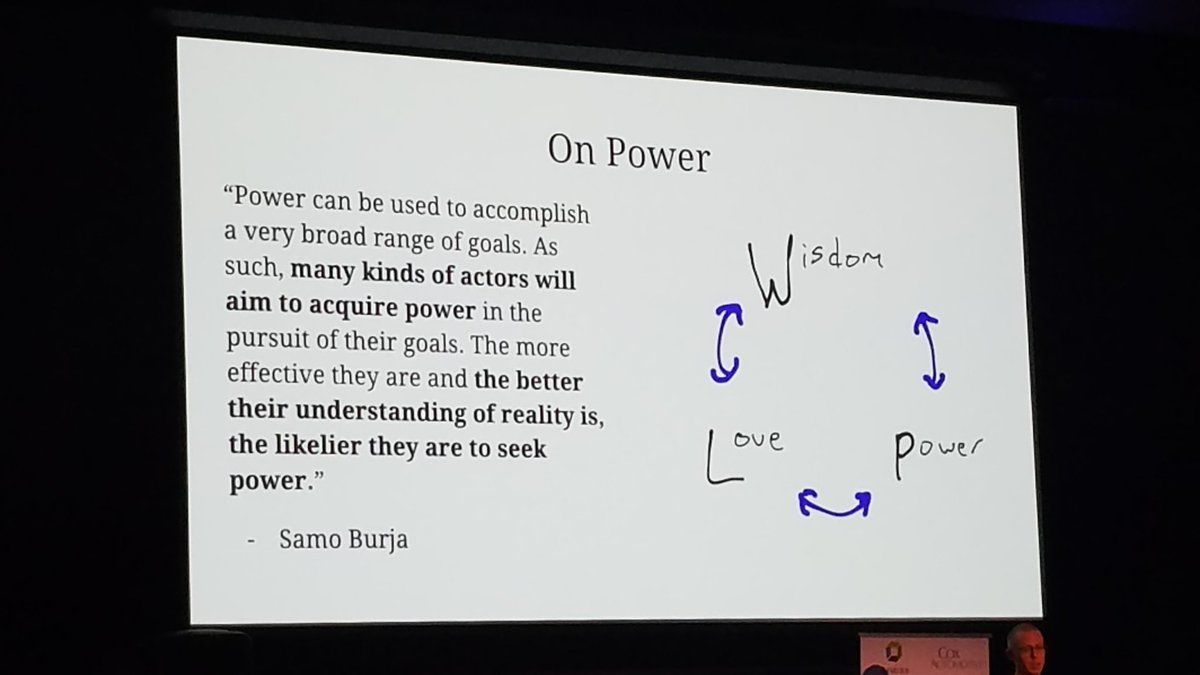 On Power
“Power can be used to accomplish
a very broad range of goals. As
such, many kinds of actors will
aim to acquire power in the
pursuit of their goals. The more
effective they are and the better
their understanding of reality is,
the likelier they are to seek
power.”
- Samo Burja
Wisdom
Love
Power
Cox
AUTOMOTIVE